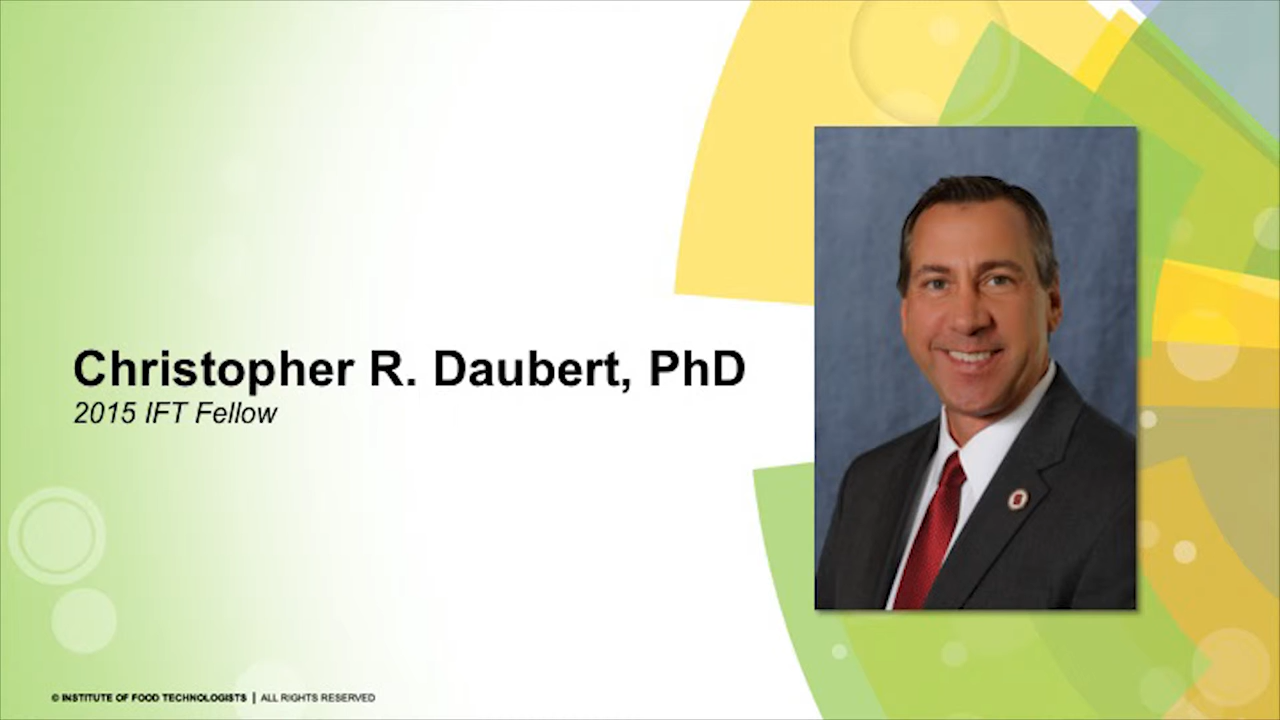 Christopher R. Daubert, PhD
2015 IFT Fellow
© INSTITUTE OF FOOD TECHNOLOGISTS | ALL RIGHTS RESERVED